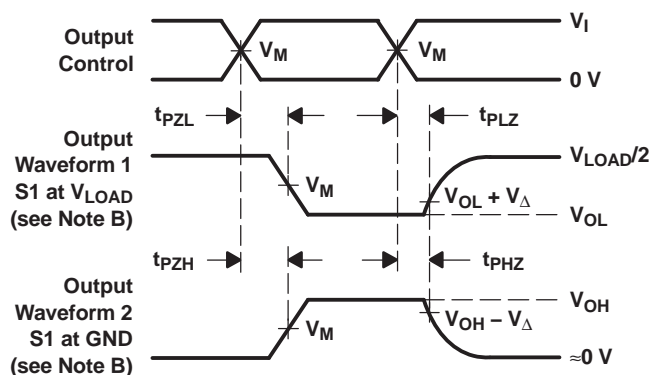 Output
Control
V_M
V_M
V_I
0 V
t_PZL
t_PLZ
Output
Waveform 1
S1 at V_LOAD
(see Note B)
V_M
V_OL + V_Δ
V_LOAD/2
V_OL
t_PZH
t_PHZ
Output
Waveform 2
S1 at GND
(see Note B)
V_M
V_OH – V_Δ
V_OH
≈0 V